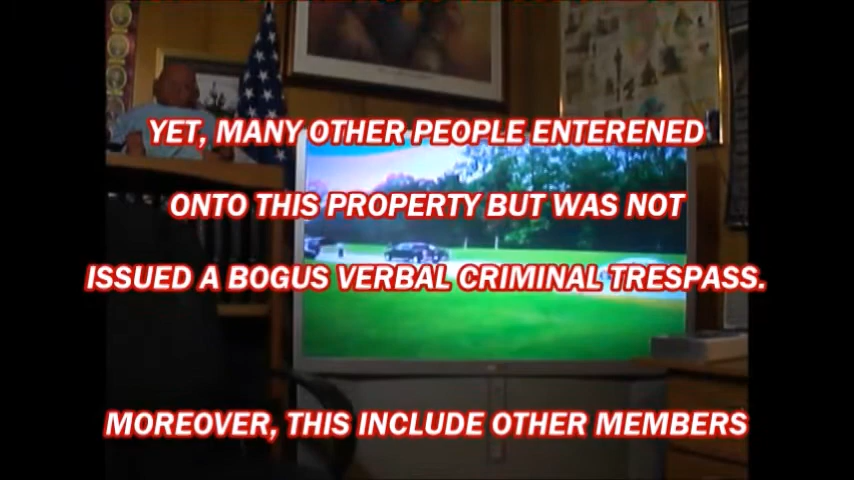 YET, MANY OTHER PEOPLE ENTERENED
ONTO THIS PROPERTY BUT WAS NOT
ISSUED A BOGUS VERBAL CRIMINAL TRESPASS.
MOREOVER, THIS INCLUDE OTHER MEMBERS